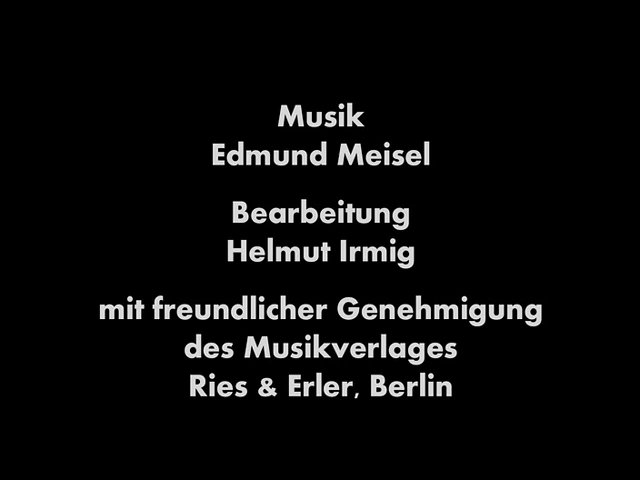 Musik
Edmund Meisel
Bearbeitung
Helmut Irmig
mit freundlicher Genehmigung
des Musikverlages
Ries & Erler, Berlin